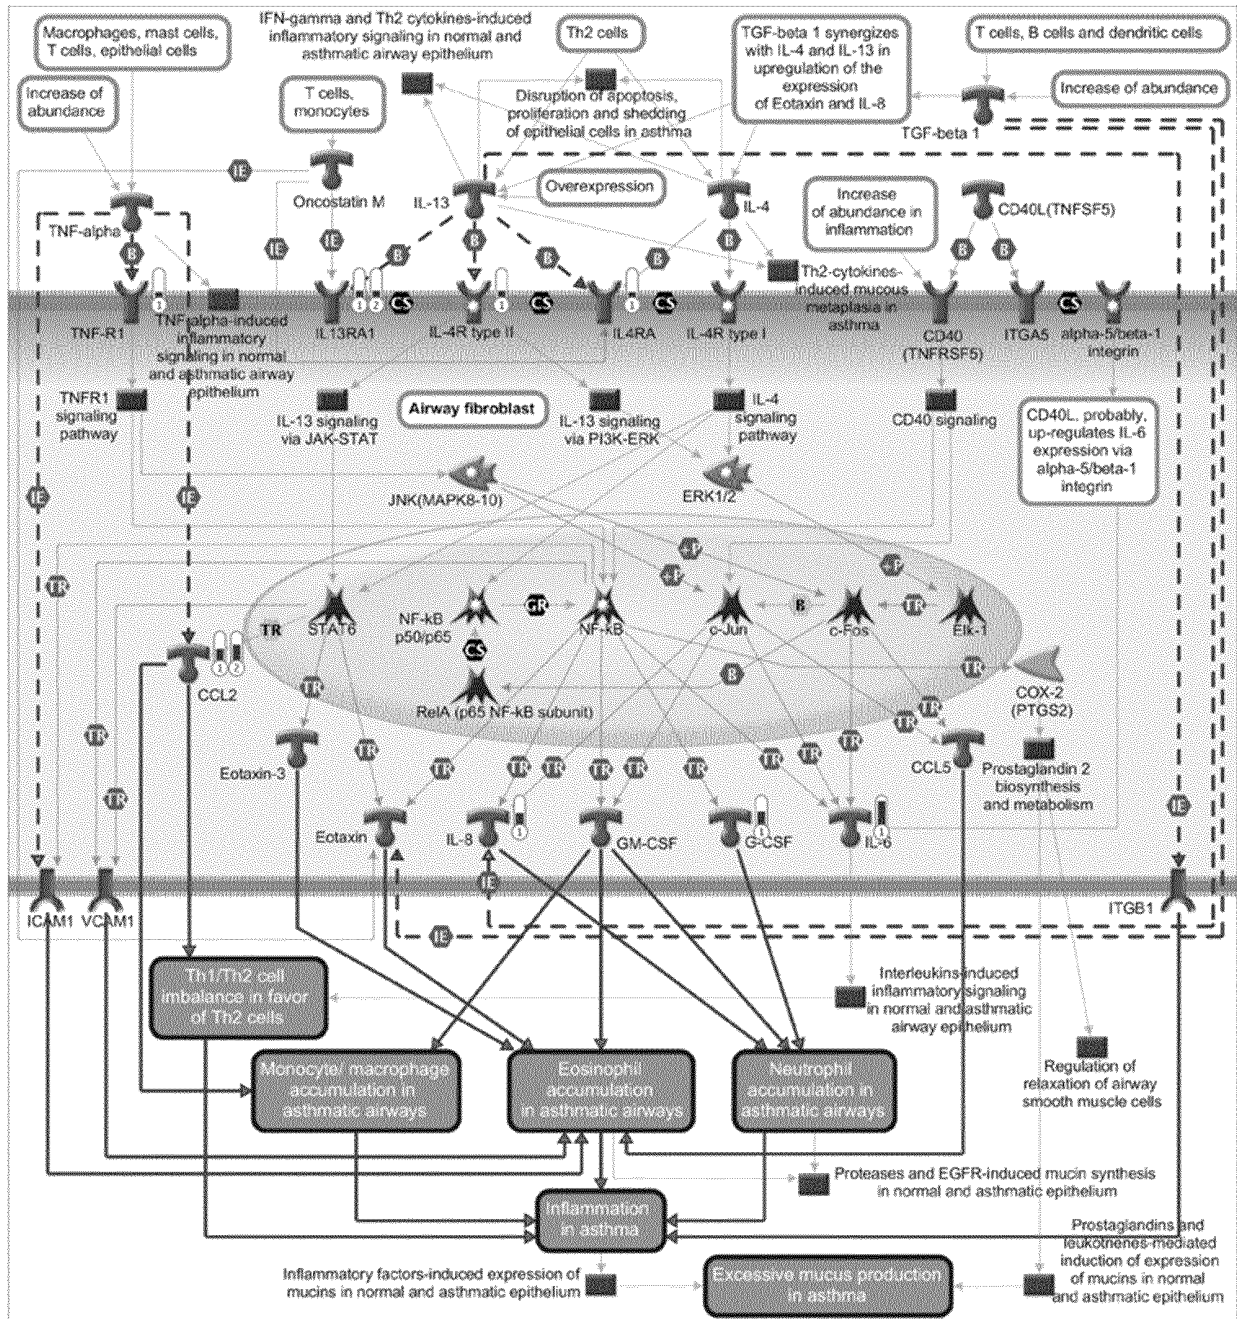 Macrophages, mast cells,
T cells, epithelial cells
IFN-gamma and Th2 cytokines-induced
inflammatory signaling in normal and
asthmatic airway epithelium
Th2 cells
TGF-beta 1 synergizes
with IL-4 and IL-13 in
upregulation of the
expression
of Eotaxin and IL-8
T cells, B cells and dendritic cells
Increase of
abundance
T cells,
monocytes
Disruption of apoptosis,
proliferation and shedding
of epithelial cells in asthma
TGF-beta 1
Increase of abundance
IE
Oncostatin M
IL-13
Overexpression
IL-4
Increase
of abundance in
inflammation
CD40L(TNFSF5)
TNF-alpha
B
IE
IE
B
B
B
B
B
B
B
Th2-cytokines-
induced mucous
metaplasia in
asthma
1
1
2
CS
1
CS
1
CS
CS
TNF-R1
TNF-alpha-induced
inflammatory
signaling in normal
and asthmatic airway
epithelium
IL13RA1
IL-4R type II
IL4RA
IL-4R type I
CD40
(TNFRSF5)
ITGA5
alpha-5/beta-1
integrin
TNFR1
signaling
pathway
IL-13 signaling
via JAK-STAT
Airway fibroblast
IL-13 signaling
via PI3K-ERK
IL-4
signaling
pathway
CD40 signaling
CD40L, probably,
up-regulates IL-6
expression via
alpha-5/beta-1
integrin
IE
IE
JNK(MAPK8-10)
ERK1/2
+P
+P
+P
TR
TR
STAT6
NF-kB
p50/p65
GR
NF-kB
c-Jun
B
c-Fos
TR
Elk-1
CS
CCL2
1
2
TR
RelA (p65 NF-kB subunit)
B
TR
COX-2
(PTGS2)
TR
TR
TR
TR
Eotaxin-3
TR
TR
TR
TR
TR
TR
TR
TR
TR
TR
CCL5
Prostaglandin 2
biosynthesis
and metabolism
TR
Eotaxin
IL-8
1
GM-CSF
G-CSF
1
IL-6
1
IE
IE
ICAM1
VCAM1
ITGB1
IE
Th1/Th2 cell
imbalance in favor
of Th2 cells
Interleukins-induced
inflammatory signaling
in normal and asthmatic
airway epithelium
Monocyte/ macrophage
accumulation in
asthmatic airways
Eosinophil
accumulation
in asthmatic airways
Neutrophil
accumulation in
asthmatic airways
Regulation of
relaxation of airway
smooth muscle cells
Proteases and EGFR-induced mucin synthesis
in normal and asthmatic epithelium
Inflammation
in asthma
Prostaglandins and
leukotrienes-mediated
induction of expression
of mucins in normal
and asthmatic epithelium
Inflammatory factors-induced expression of
mucins in normal and asthmatic epithelium
Excessive mucus production
in asthma